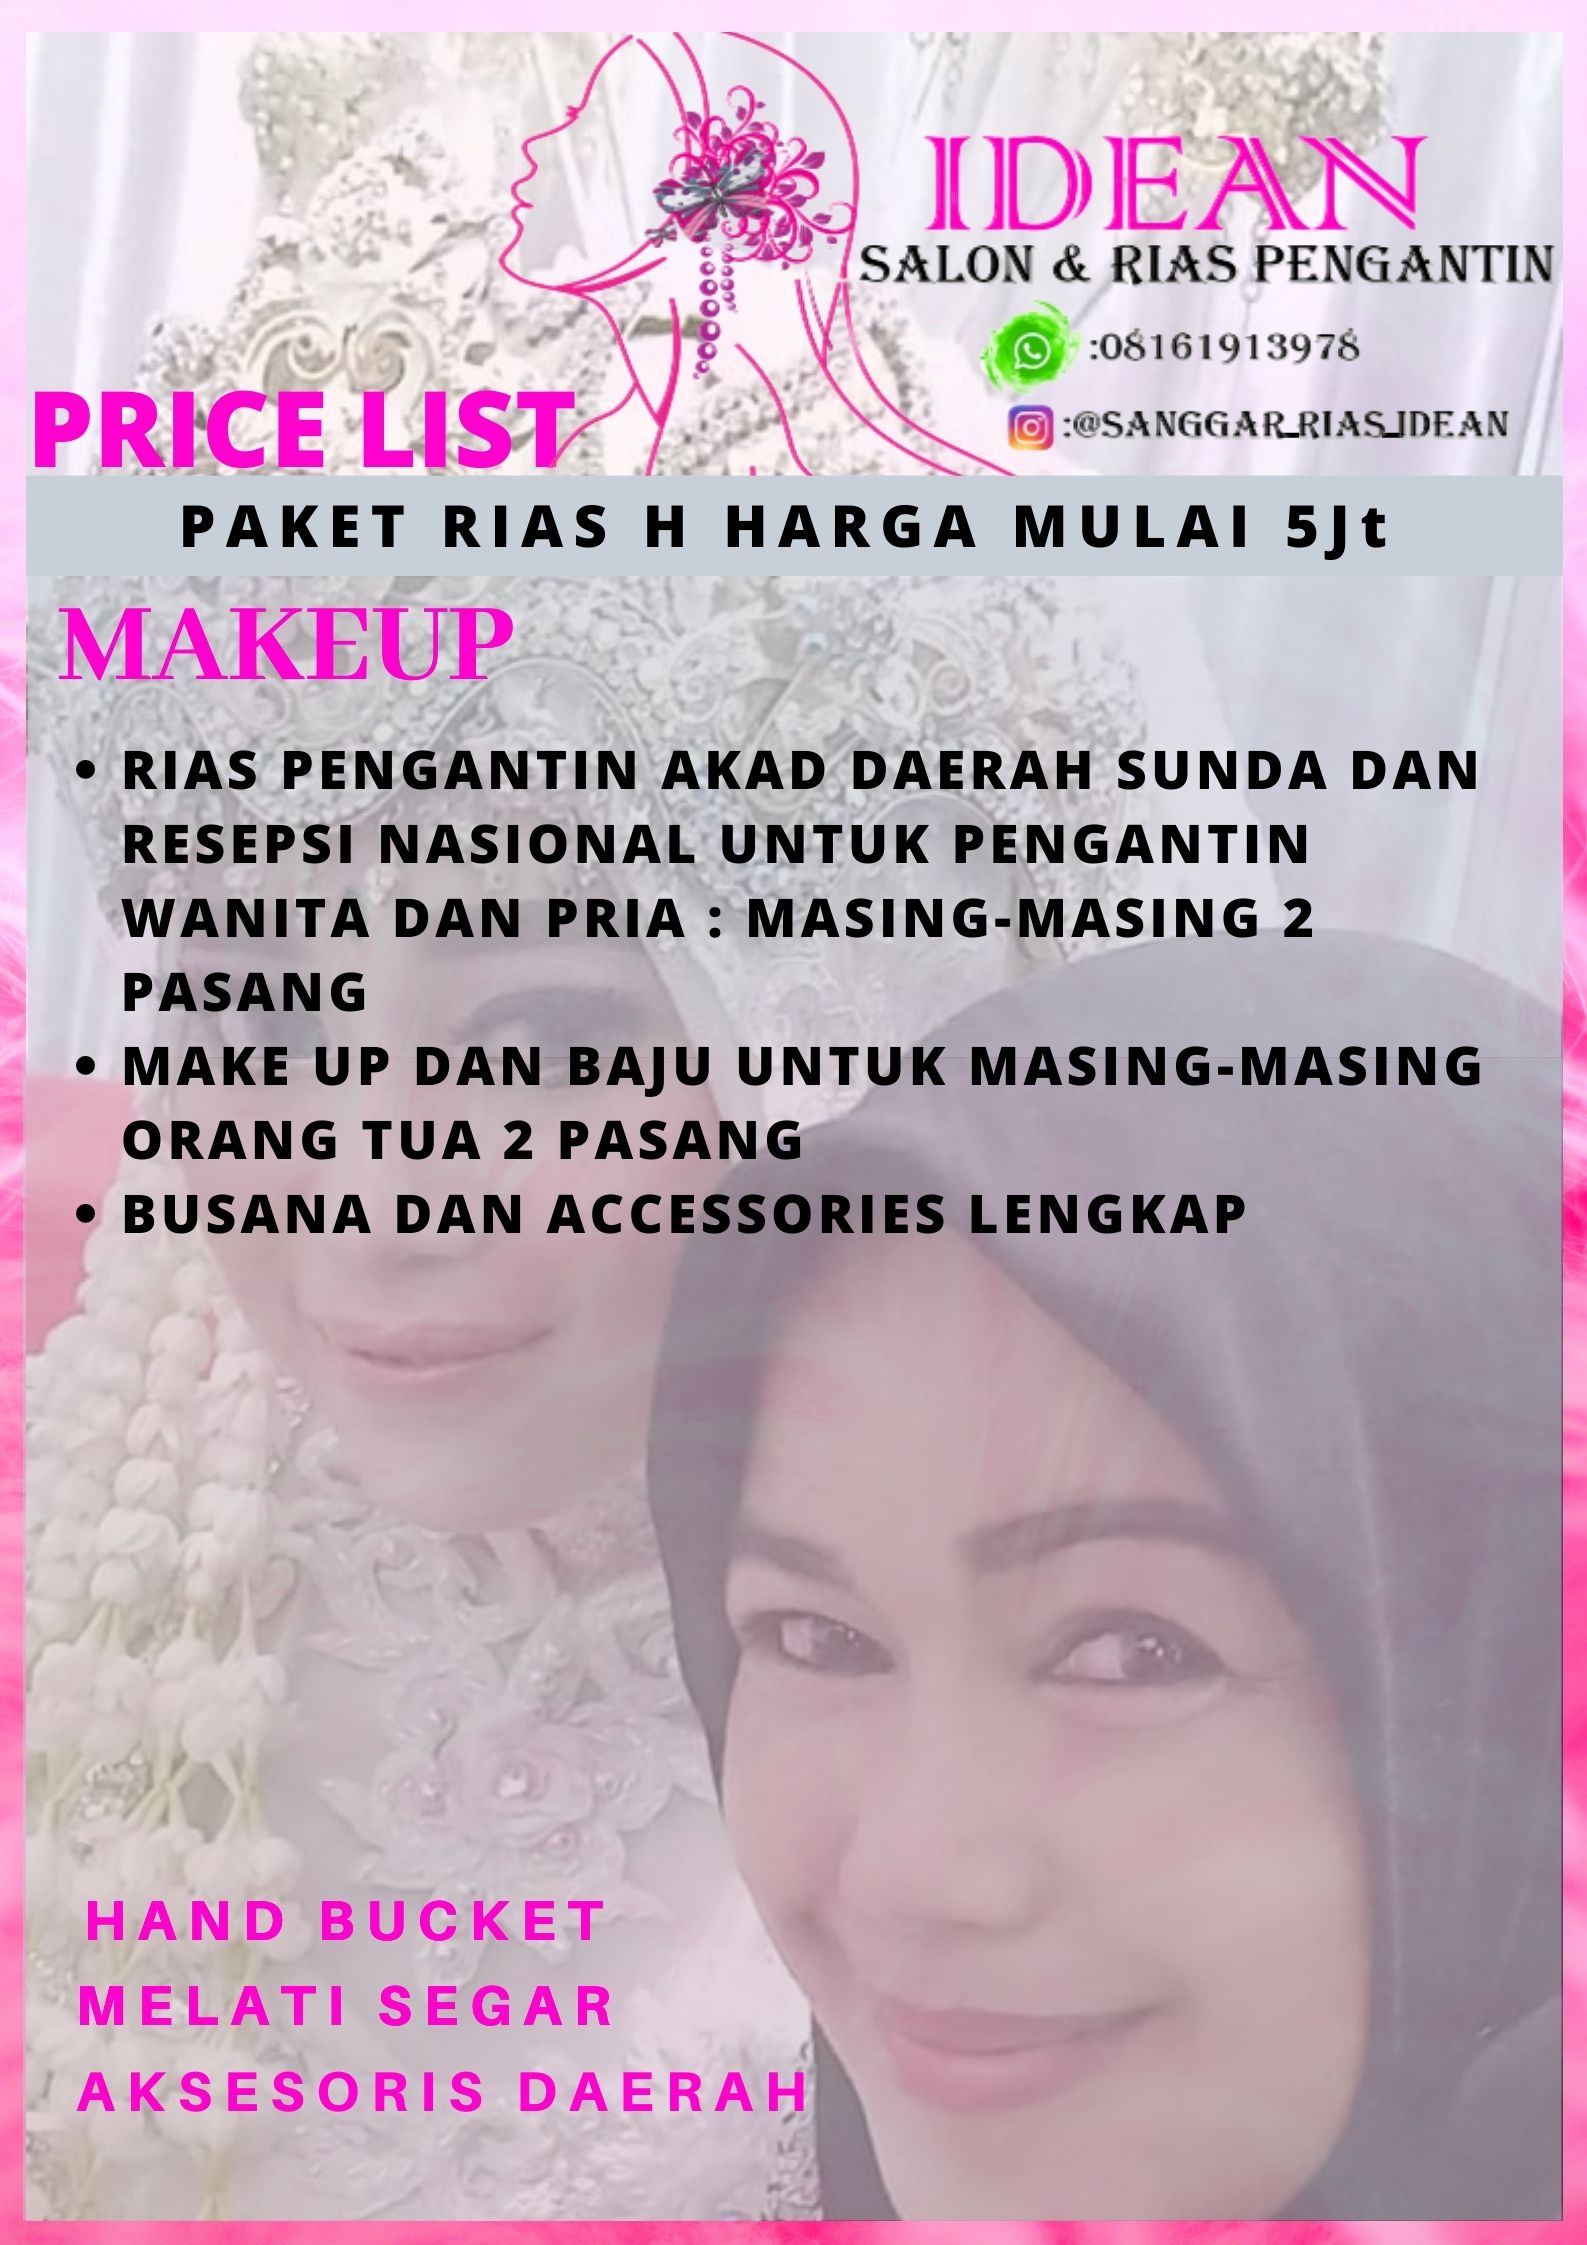 IDEAN
SALON & RIAS PENGANTIN
:08161913978
:@SANGGAR_RIAS_IDEAN
PRICE LIST
PAKET RIAS H HARGA MULAI 5Jt
MAKEUP
• RIAS PENGANTIN AKAD DAERAH SUNDA DAN
RESEPSI NASIONAL UNTUK PENGANTIN
WANITA DAN PRIA : MASING-MASING 2
PASANG
• MAKE UP DAN BAJU UNTUK MASING-MASING
ORANG TUA 2 PASANG
• BUSANA DAN ACCESSORIES LENGKAP
HAND BUCKET
MELATI SEGAR
AKSESORIS DAERAH